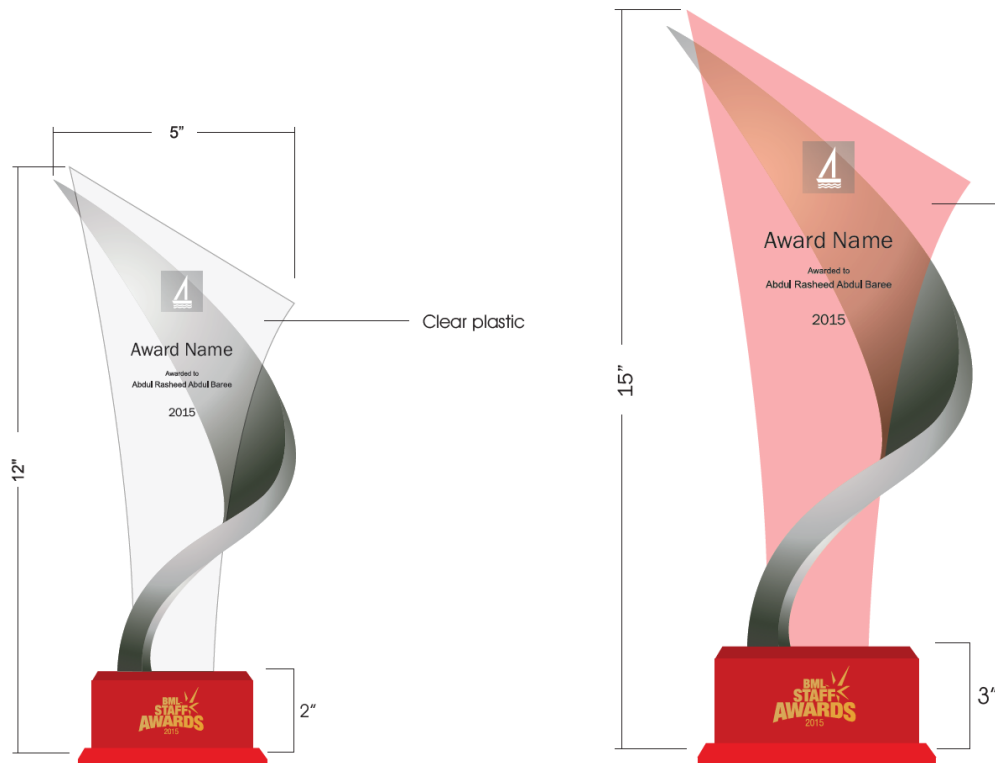 5"
12"
Award Name
Awarded to
Abdul Rasheed Abdul Baree
2015
Clear plastic
BML
STAFF
AWARDS
2015
2"
15"
Award Name
Awarded to
Abdul Rasheed Abdul Baree
2015
BML
STAFF
AWARDS
2015
3"